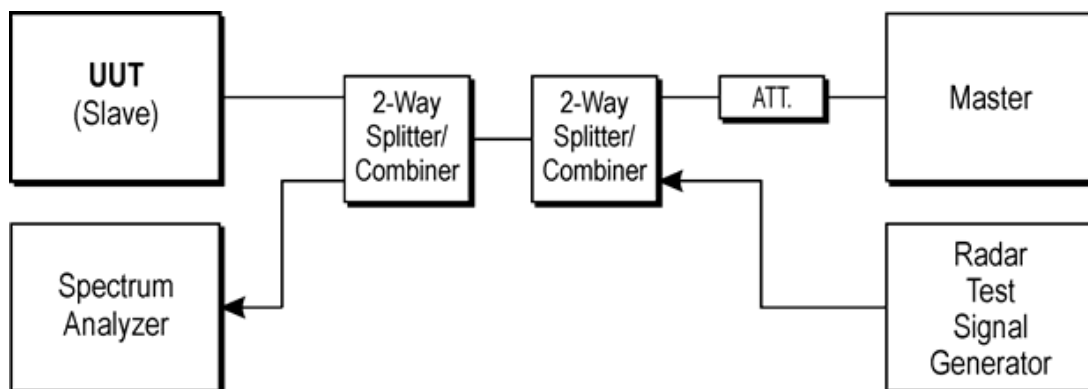 UUT
(Slave)
2-Way
Splitter/
Combiner
2-Way
Splitter/
Combiner
ATT.
Master
Spectrum
Analyzer
Radar
Test
Signal
Generator